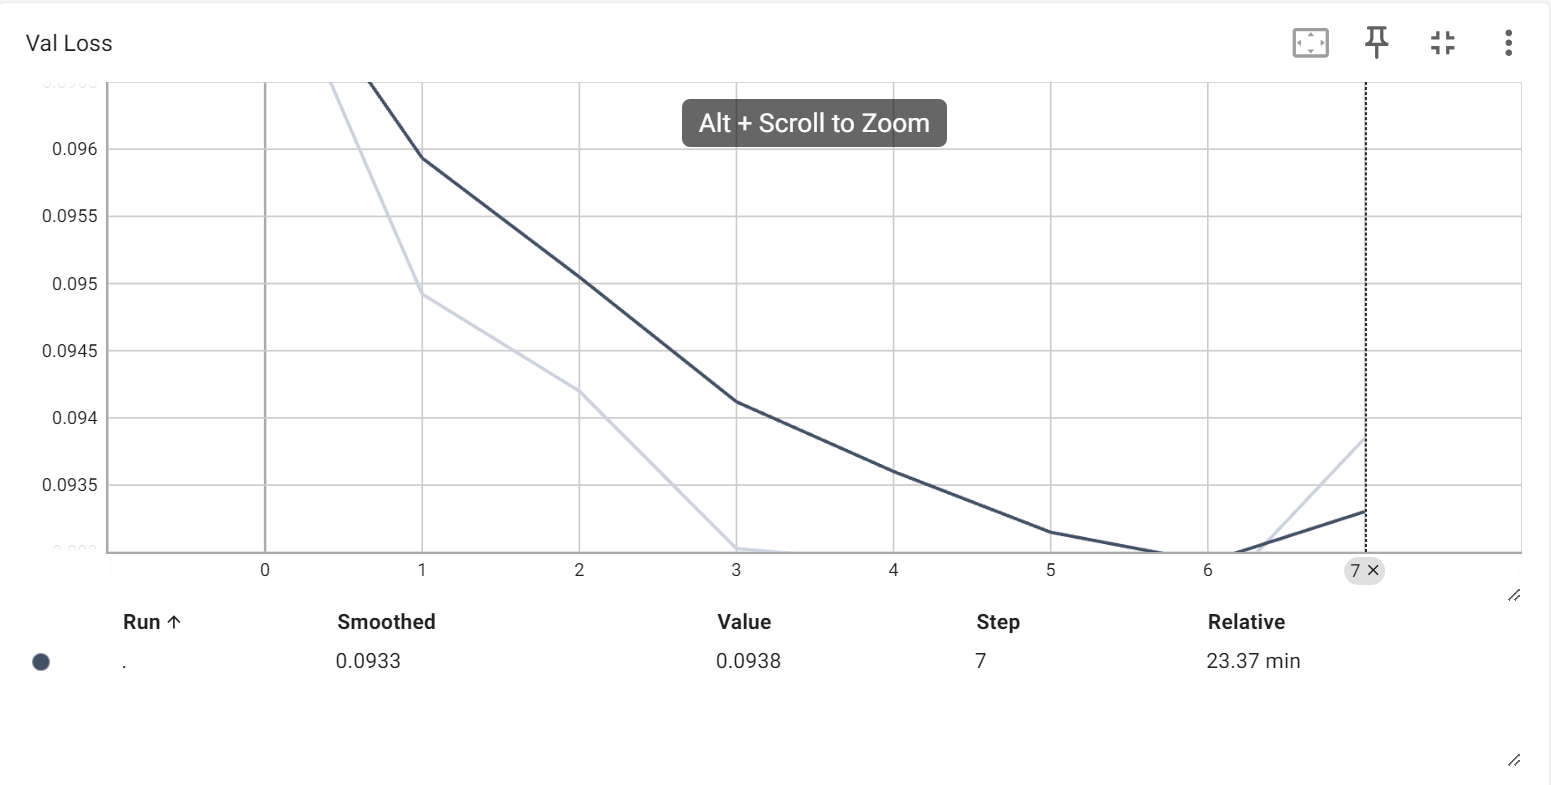 Val Loss
Alt + Scroll to Zoom
0.096
0.0955
0.095
0.0945
0.094
0.0935
0 1 2 3 4 5 6 7 ×
Run ↑ Smoothed Value Step Relative
. 0.0933 0.0938 7 23.37 min